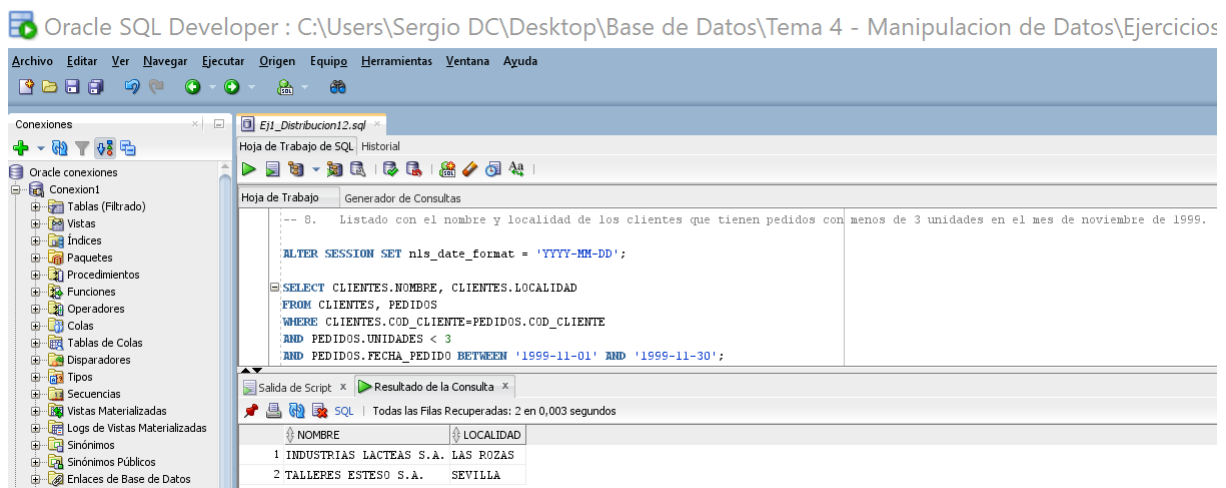 Oracle SQL Developer : C:\Users\Sergio DC\Desktop\Base de Datos\Tema 4 - Manipulacion de Datos\Ejercicios
Archivo Editar Ver Navegar Ejecutar Origen Equipo Herramientas Ventana Ayuda
Conexiones
Oracle conexiones
Conexion1
Tablas (Filtrado)
Vistas
Índices
Paquetes
Procedimientos
Funciones
Operadores
Colas
Tablas de Colas
Disparadores
Tipos
Secuencias
Vistas Materializadas
Logs de Vistas Materializadas
Sinónimos
Sinónimos Públicos
Enlaces de Base de Datos
Ej1_Distribucion12.sql
Hoja de Trabajo de SQL Historial
Hoja de Trabajo Generador de Consultas
-- 8. Listado con el nombre y localidad de los clientes que tienen pedidos con menos de 3 unidades en el mes de noviembre de 1999.
ALTER SESSION SET nls_date_format = 'YYYY-MM-DD';
SELECT CLIENTES.NOMBRE, CLIENTES.LOCALIDAD
FROM CLIENTES, PEDIDOS
WHERE CLIENTES.COD_CLIENTE=PEDIDOS.COD_CLIENTE
AND PEDIDOS.UNIDADES < 3
AND PEDIDOS.FECHA_PEDIDO BETWEEN '1999-11-01' AND '1999-11-30';
Salida de Script x Resultado de la Consulta x
SQL | Todas las Filas Recuperadas: 2 en 0,003 segundos
NOMBRE LOCALIDAD
1 INDUSTRIAS LACTEAS S.A. LAS ROZAS
2 TALLERES ESTESO S.A. SEVILLA